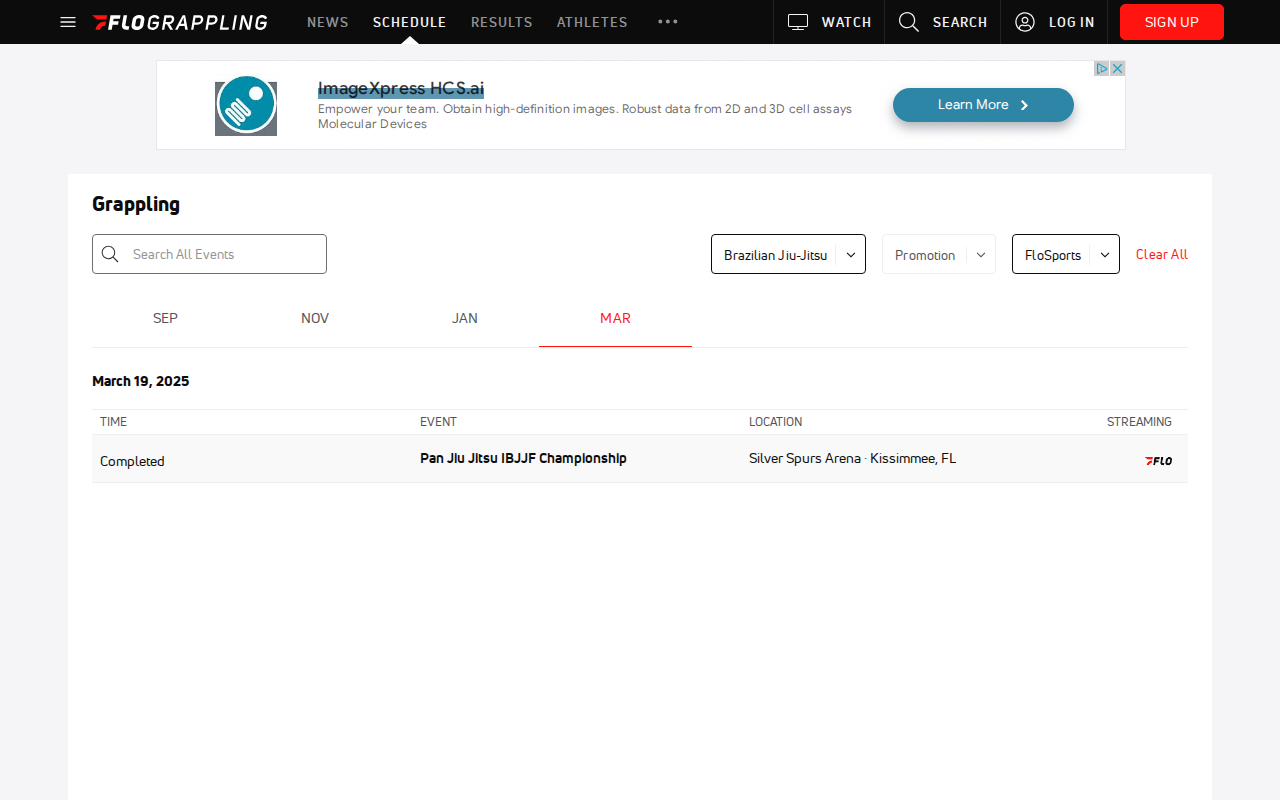 FLOGRAPPLING NEWS SCHEDULE RESULTS ATHLETES WATCH SEARCH LOG IN SIGN UP
ImageXpress HCS.ai
Empower your team. Obtain high-definition images. Robust data from 2D and 3D cell assays
Molecular Devices
Learn More
Grappling
Search All Events
Brazilian Jiu-Jitsu
Promotion
FloSports
Clear All
SEP NOV JAN MAR
March 19, 2025
TIME EVENT LOCATION STREAMING
Completed Pan Jiu Jitsu IBJJF Championship Silver Spurs Arena · Kissimmee, FL FLO